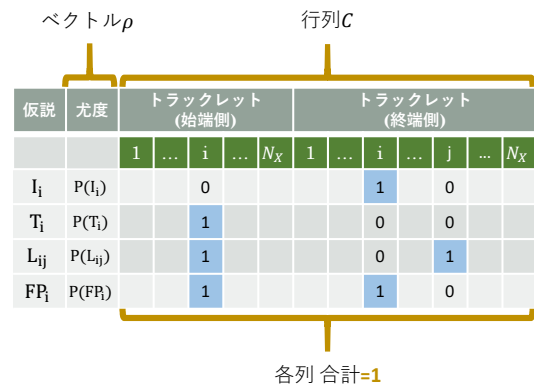 ベクトルρ 行列C
仮説 尤度 トラックレット(始端側) トラックレット(終端側)
1 … i … N_X 1 … i … j … N_X
I_i P(I_i) 0 1 0
T_i P(T_i) 1 0 0
L_ij P(L_ij) 1 0 1
FP_i P(FP_i) 1 1 0
各列 合計=1